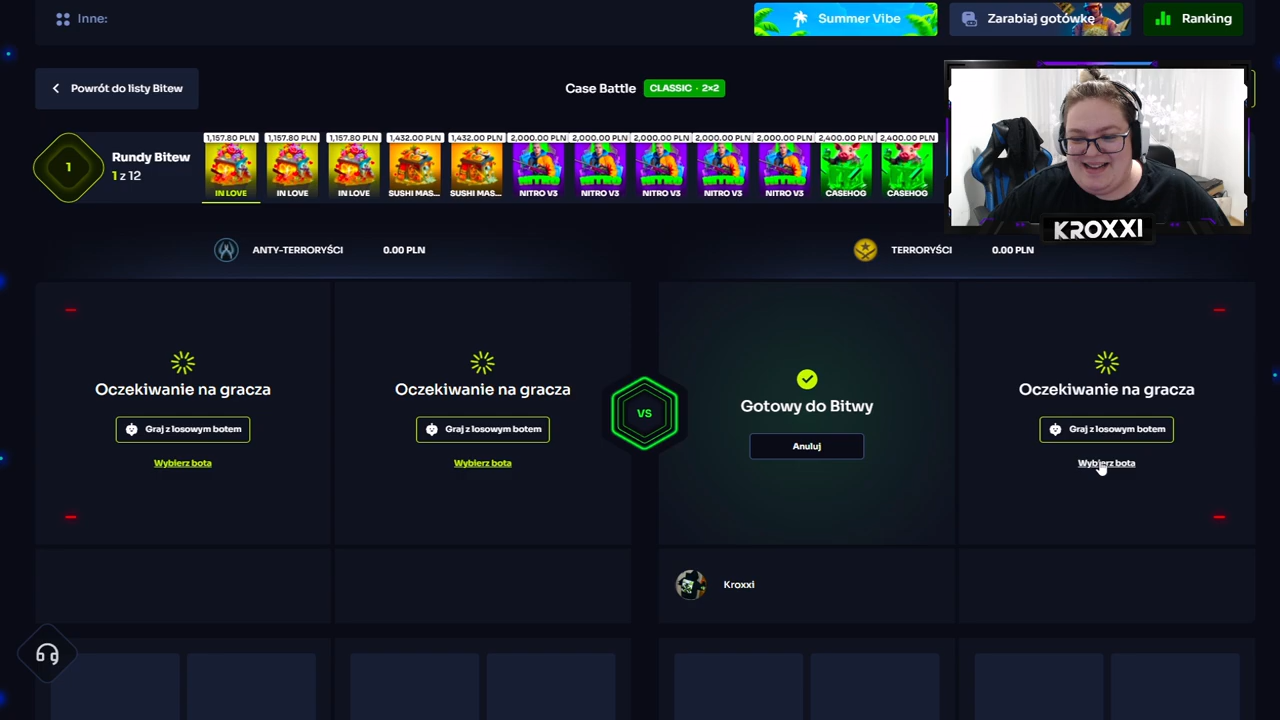 Inne:
Summer Vibe
Zarabiaj gotówkę
Ranking
Powrót do listy Bitew
Case Battle
CLASSIC · 2×2
1
Rundy Bitew
1 z 12
1,157.80 PLN
1,157.80 PLN
1,157.80 PLN
1,432.00 PLN
1,432.00 PLN
2,000.00 PLN
2,000.00 PLN
2,000.00 PLN
2,000.00 PLN
2,000.00 PLN
2,400.00 PLN
2,400.00 PLN
IN LOVE
IN LOVE
IN LOVE
SUSHI MAS...
SUSHI MAS...
NITRO V3
NITRO V3
NITRO V3
NITRO V3
NITRO V3
CASEHOG
CASEHOG
KROXXI
ANTY-TERRORYŚCI
0.00 PLN
TERRORYŚCI
0.00 PLN
Oczekiwanie na gracza
Graj z losowym botem
Wybierz bota
Oczekiwanie na gracza
Graj z losowym botem
Wybierz bota
VS
Gotowy do Bitwy
Anuluj
Oczekiwanie na gracza
Graj z losowym botem
Wybierz bota
Kroxxi